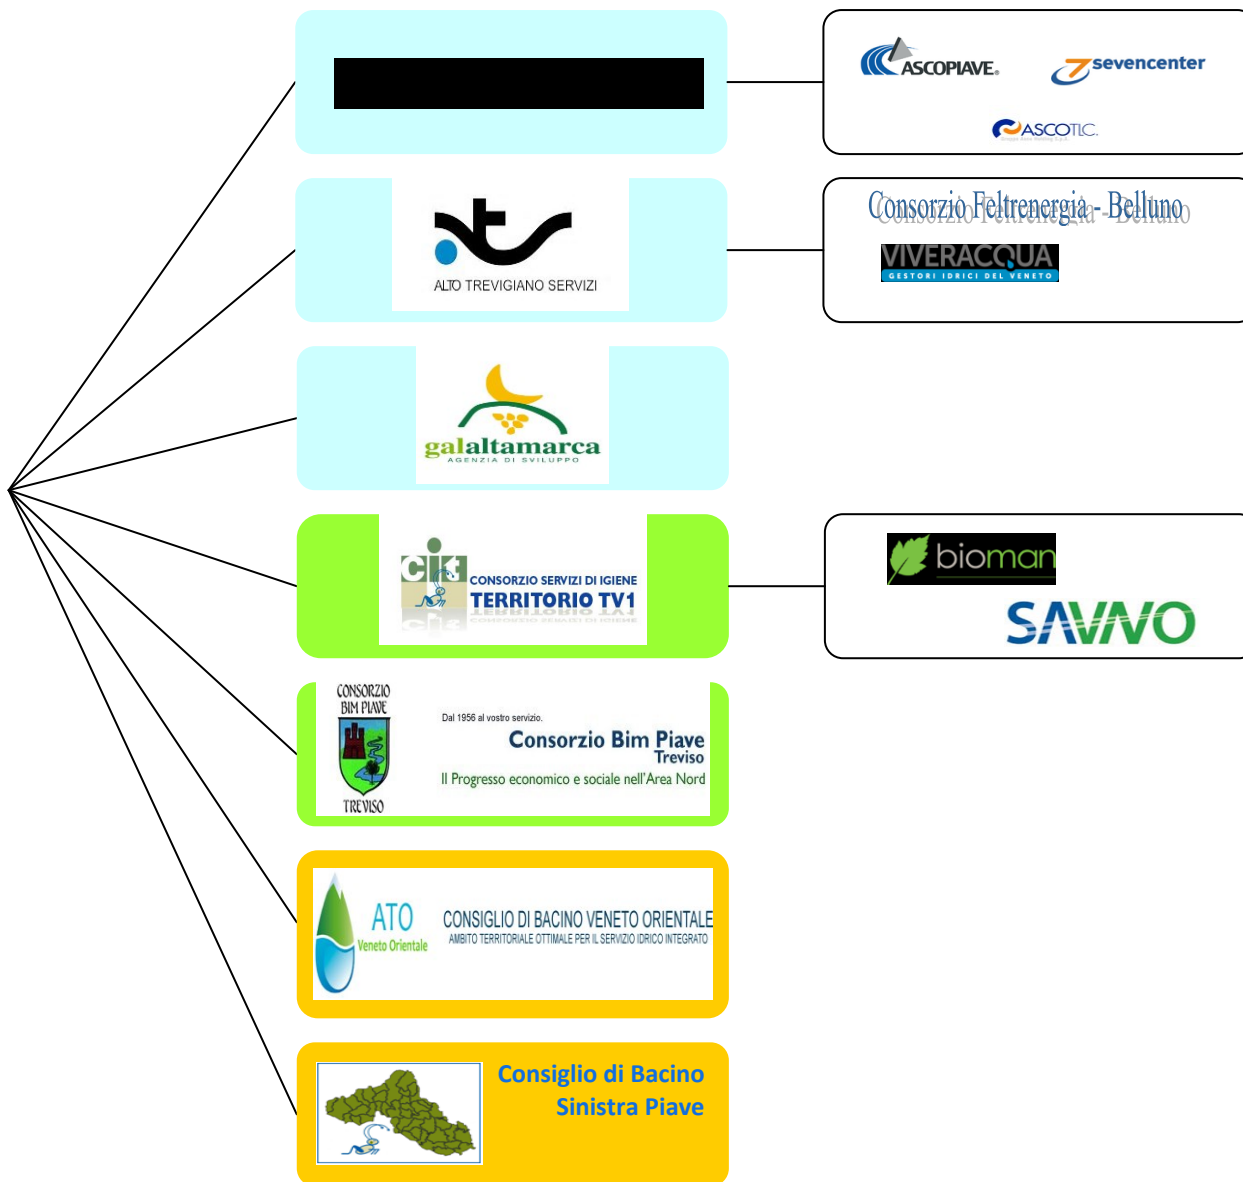 ASCOPIAVE®
sevencenter
ASCOTLC.
ALTO TREVIGIANO SERVIZI
Consorzio Feltrenergia - Belluno
VIVERACQUA
GESTORI IDRICI DEL VENETO
galaltamarca
AGENZIA DI SVILUPPO
cit
CONSORZIO SERVIZI DI IGIENE
TERRITORIO TV1
bioman
SAVNO
CONSORZIO
BIM PIAVE
TREVISO
Dal 1956 al vostro servizio.
Consorzio Bim Piave
Treviso
Il Progresso economico e sociale nell'Area Nord
ATO
Veneto Orientale
CONSIGLIO DI BACINO VENETO ORIENTALE
AMBITO TERRITORIALE OTTIMALE PER IL SERVIZIO IDRICO INTEGRATO
Consiglio di Bacino
Sinistra Piave